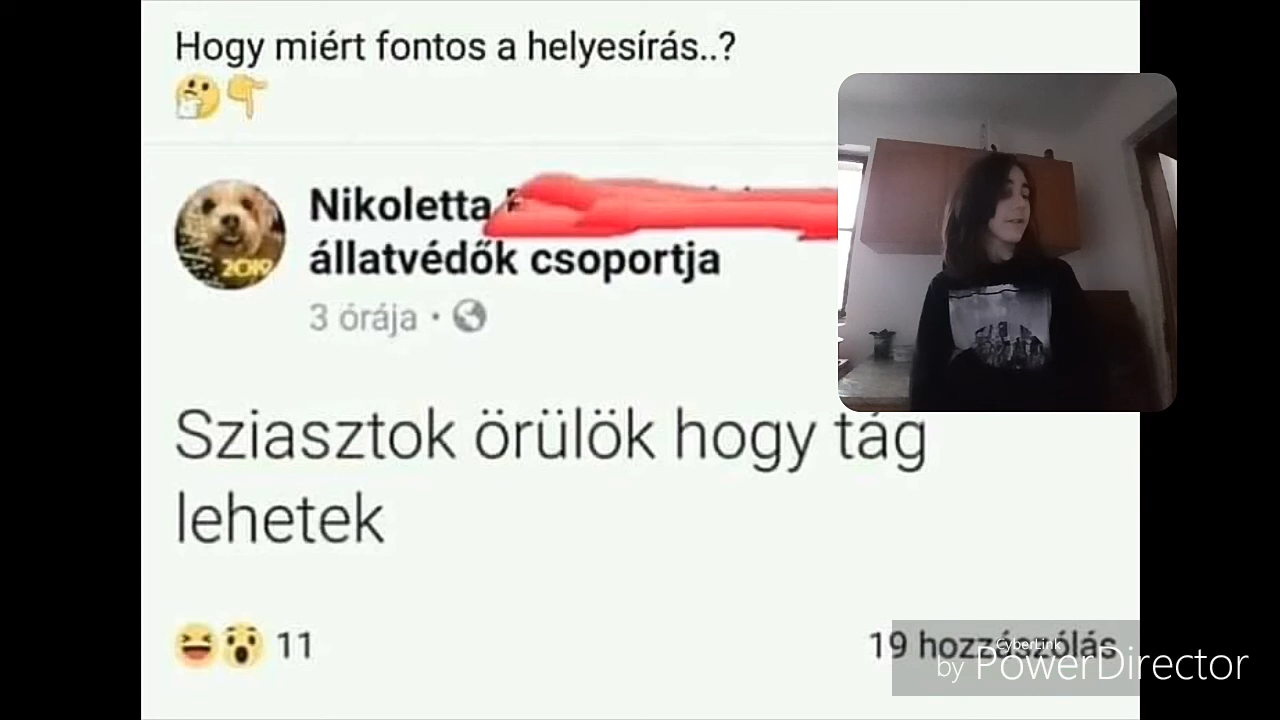 Hogy miért fontos a helyesírás..?
Nikoletta
állatvédők csoportja
3 órája
Sziasztok örülök hogy tág
lehetek
11
19 hozzászólás
CyberLink
by PowerDirector
2019